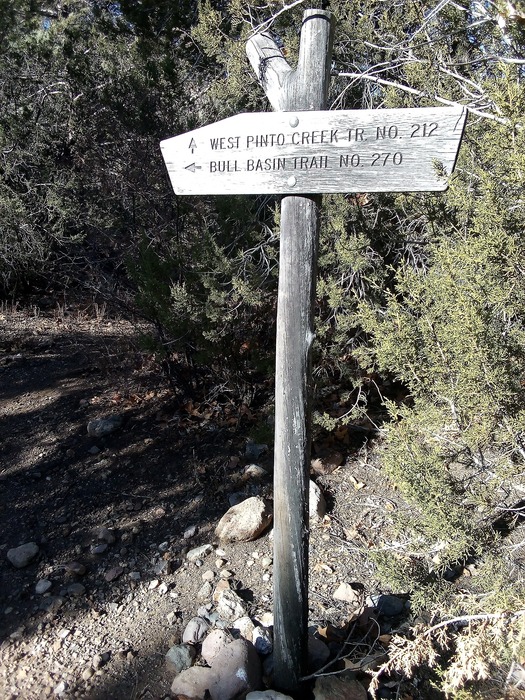 WEST PINTO CREEK TR. NO. 212
BULL BASIN TRAIL NO. 270